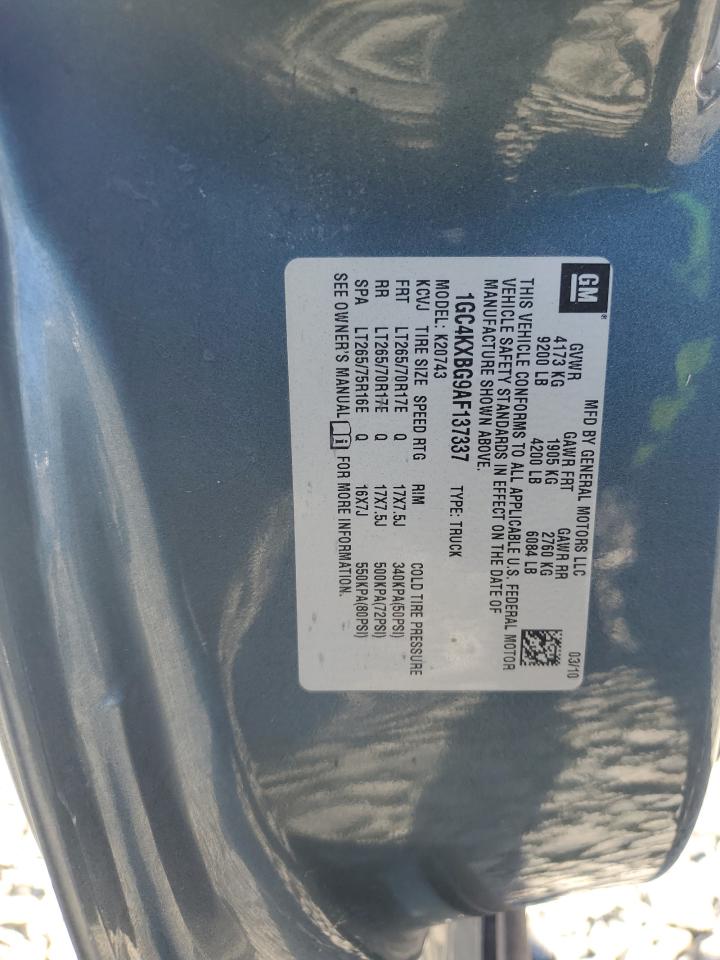 GM®
MFD BY GENERAL MOTORS LLC 03/10
GVWR GAWR FRT GAWR RR
4173 KG 1905 KG 2760 KG
9200 LB 4200 LB 6084 LB
THIS VEHICLE CONFORMS TO ALL APPLICABLE U.S. FEDERAL MOTOR
VEHICLE SAFETY STANDARDS IN EFFECT ON THE DATE OF
MANUFACTURE SHOWN ABOVE.
1GC4KXBG9AF137337 TYPE: TRUCK
MODEL: K20743
KCVJ TIRE SIZE SPEED RTG RIM COLD TIRE PRESSURE
FRT LT265/70R17E Q 17X7.5J 340KPA(50PSI)
RR LT265/70R17E Q 17X7.5J 500KPA(72PSI)
SPA LT265/75R16E Q 16X7J 550KPA(80PSI)
SEE OWNER'S MANUAL i FOR MORE INFORMATION.